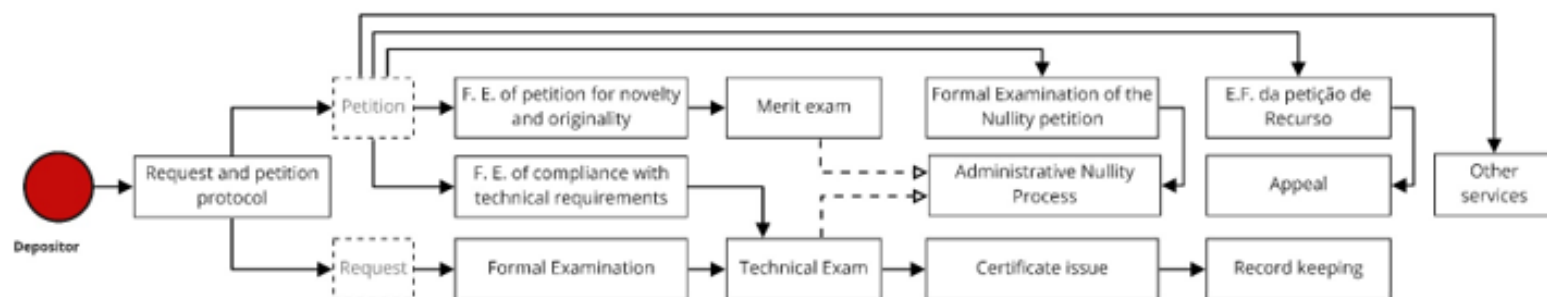 Petition
F. E. of petition for novelty
and originality
Merit exam
Formal Examination of the
Nullity petition
E.F. da petição de
Recurso
Request and petition
protocol
F. E. of compliance with
technical requirements
Administrative Nullity
Process
Appeal
Other
services
Depositor
Request
Formal Examination
Technical Exam
Certificate issue
Record keeping